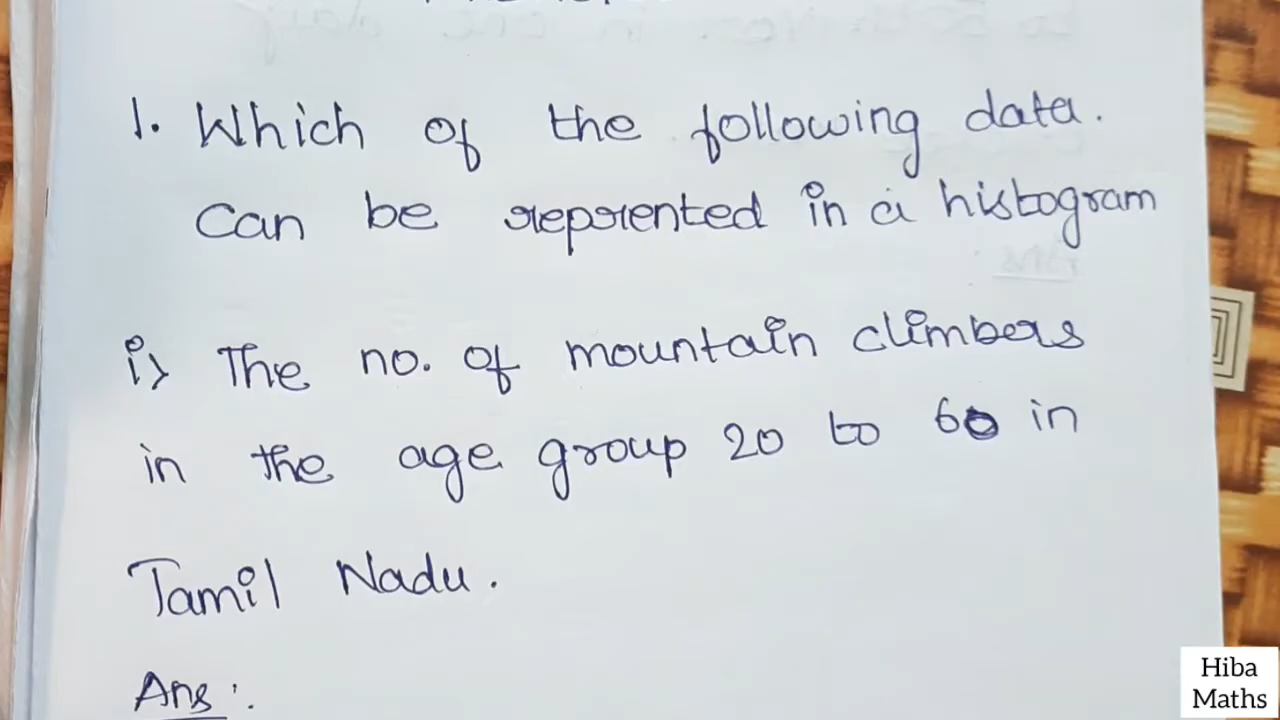 1. Which of the following data.
Can be reprented in a histogram
i) The no. of mountain climbers
in the age group 20 to 60 in
Tamil Nadu.
Ans :
Hiba
Maths